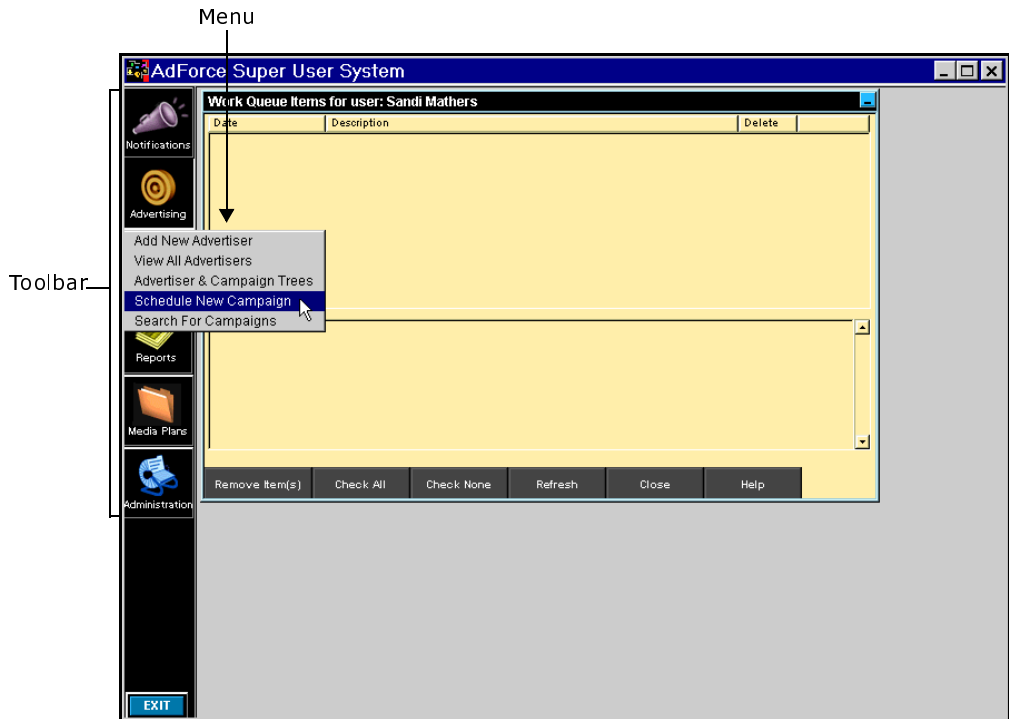 Menu
AdForce Super User System
Toolbar
Notifications
Advertising
Work Queue Items for user: Sandi Mathers
Date Description Delete
Add New Advertiser
View All Advertisers
Advertiser & Campaign Trees
Schedule New Campaign
Search For Campaigns
Reports
Media Plans
Administration
Remove Item(s) Check All Check None Refresh Close Help
EXIT